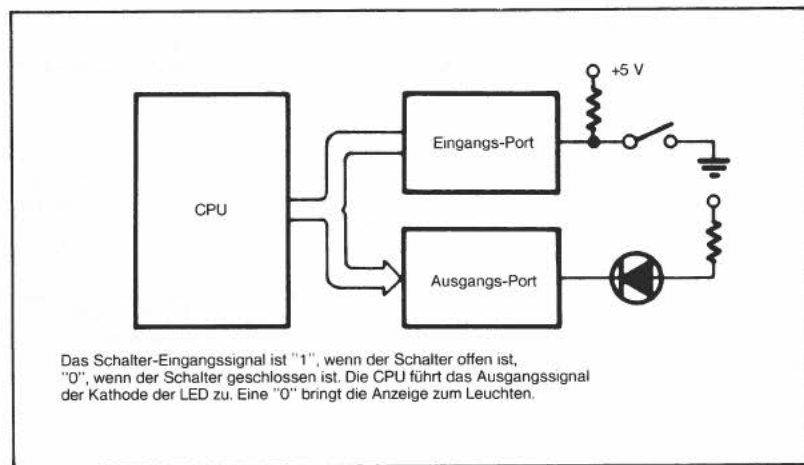 +5 V
Eingangs-Port
CPU
Ausgangs-Port
Das Schalter-Eingangssignal ist "1", wenn der Schalter offen ist,
"0", wenn der Schalter geschlossen ist. Die CPU führt das Ausgangssignal
der Kathode der LED zu. Eine "0" bringt die Anzeige zum Leuchten.